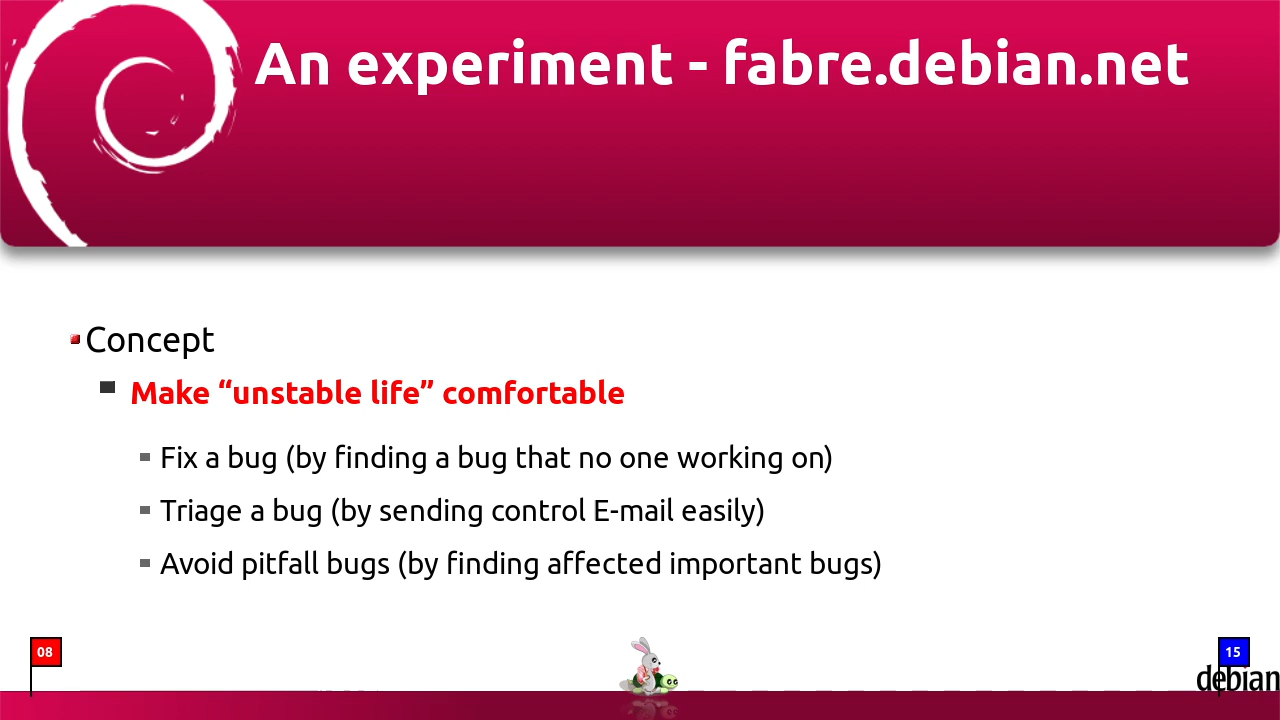 An experiment - fabre.debian.net
Concept
Make “unstable life” comfortable
Fix a bug (by finding a bug that no one working on)
Triage a bug (by sending control E-mail easily)
Avoid pitfall bugs (by finding affected important bugs)
08
15
debian